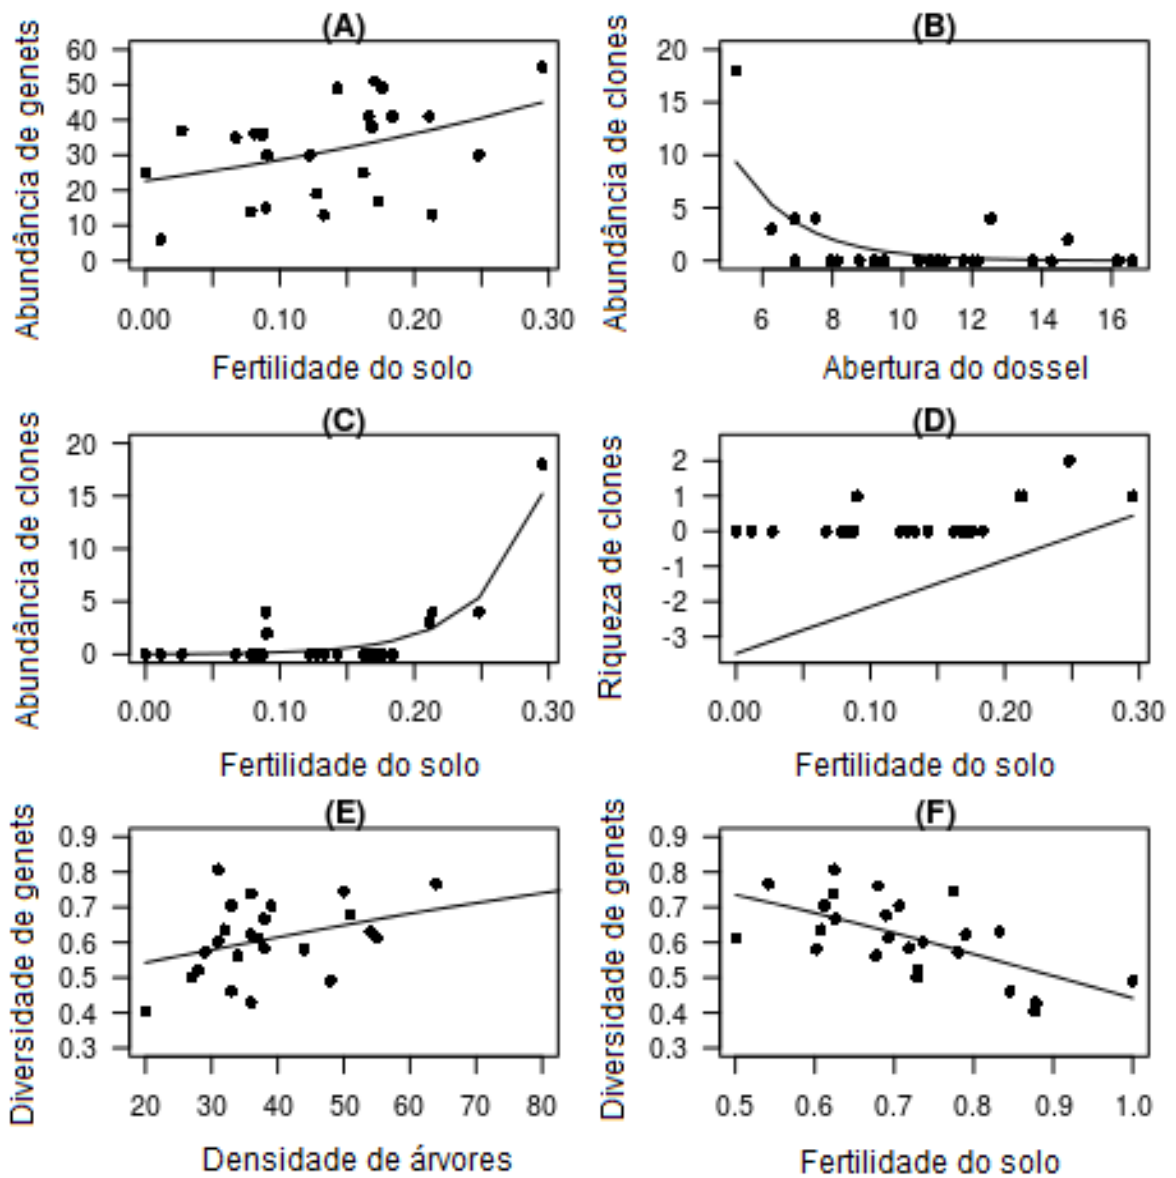 (A)
Abundância de genets
60
50
40
30
20
10
0
0.00 0.10 0.20 0.30
Fertilidade do solo
(B)
Abundância de clones
20
15
10
5
0
6 8 10 12 14 16
Abertura do dossel
(C)
Abundância de clones
20
15
10
5
0
0.00 0.10 0.20 0.30
Fertilidade do solo
(D)
Riqueza de clones
2
1
0
-1
-2
-3
0.00 0.10 0.20 0.30
Fertilidade do solo
(E)
Diversidade de genets
0.9
0.8
0.7
0.6
0.5
0.4
0.3
20 30 40 50 60 70 80
Densidade de árvores
(F)
Diversidade de genets
0.9
0.8
0.7
0.6
0.5
0.4
0.3
0.5 0.6 0.7 0.8 0.9 1.0
Fertilidade do solo